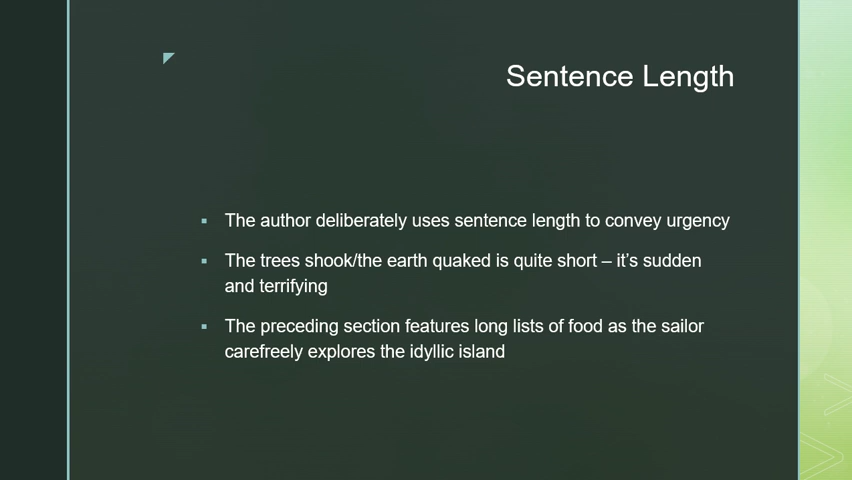 Sentence Length
▪ The author deliberately uses sentence length to convey urgency
▪ The trees shook/the earth quaked is quite short – it’s sudden
and terrifying
▪ The preceding section features long lists of food as the sailor
carefreely explores the idyllic island